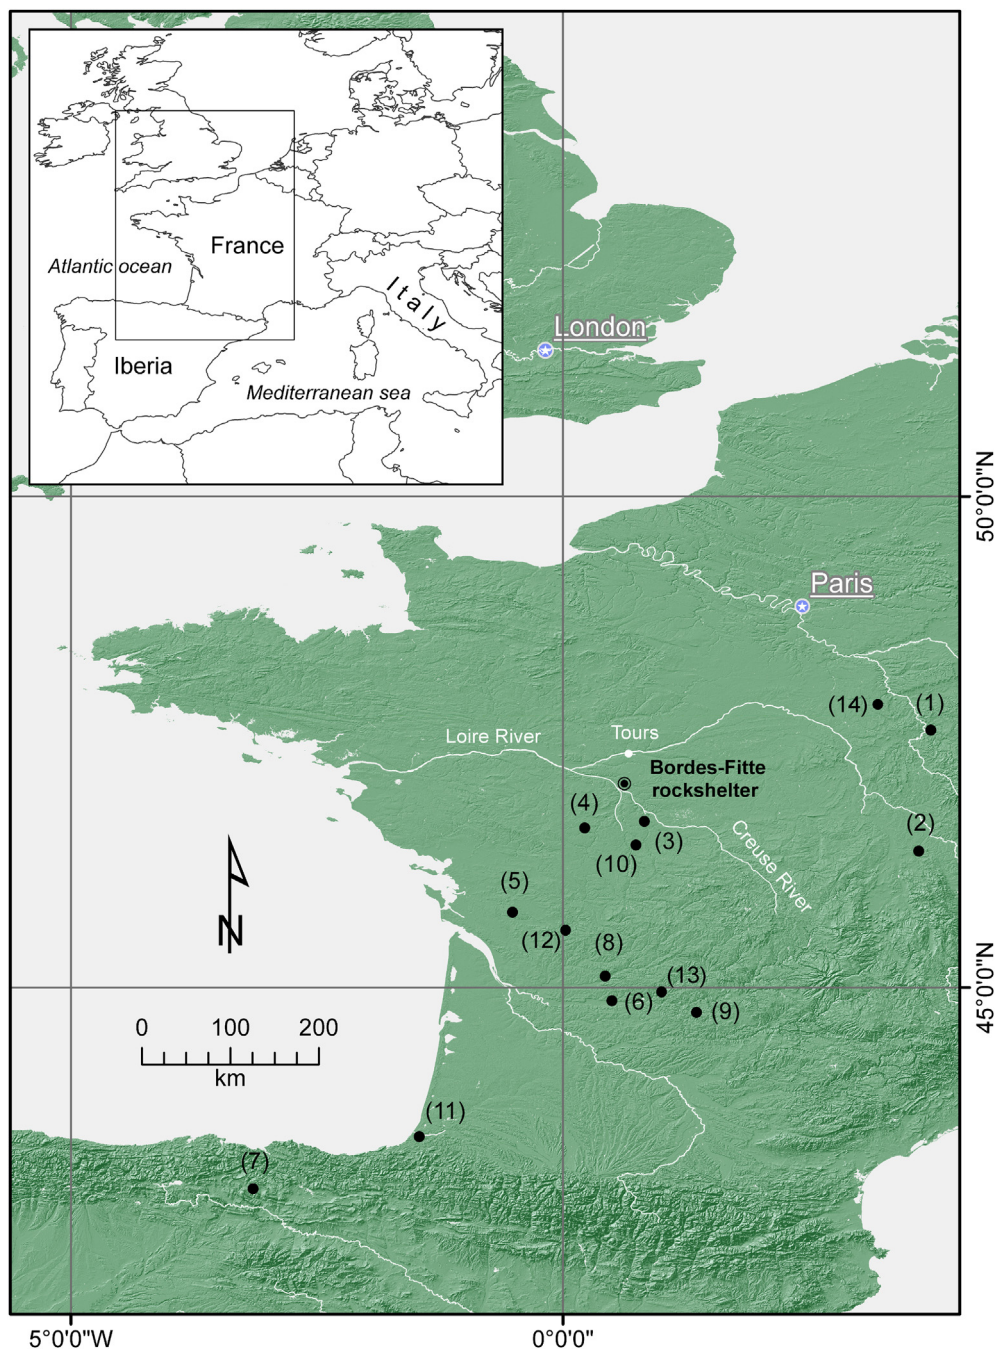 France
Atlantic ocean
Italy
Iberia
Mediterranean sea
London
50°0'0"N
Paris
(14)
(1)
Loire River
Tours
Bordes-Fitte
rockshelter
(4)
(3)
(2)
(10)
Creuse River
(5)
N
(12)
(8)
(13)
45°0'0"N
(6)
(9)
0 100 200
km
(11)
(7)
5°0'0"W
0°0'0"